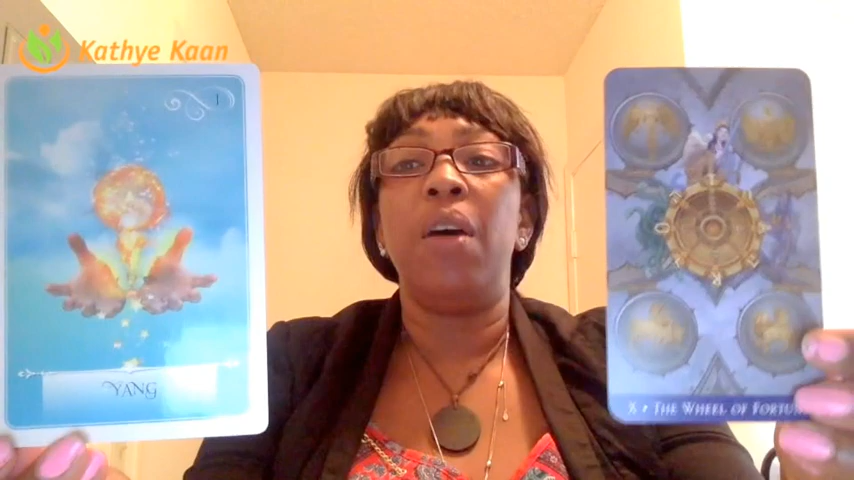 Kathye Kaan
1
YANG
X • THE WHEEL OF FORTUNE